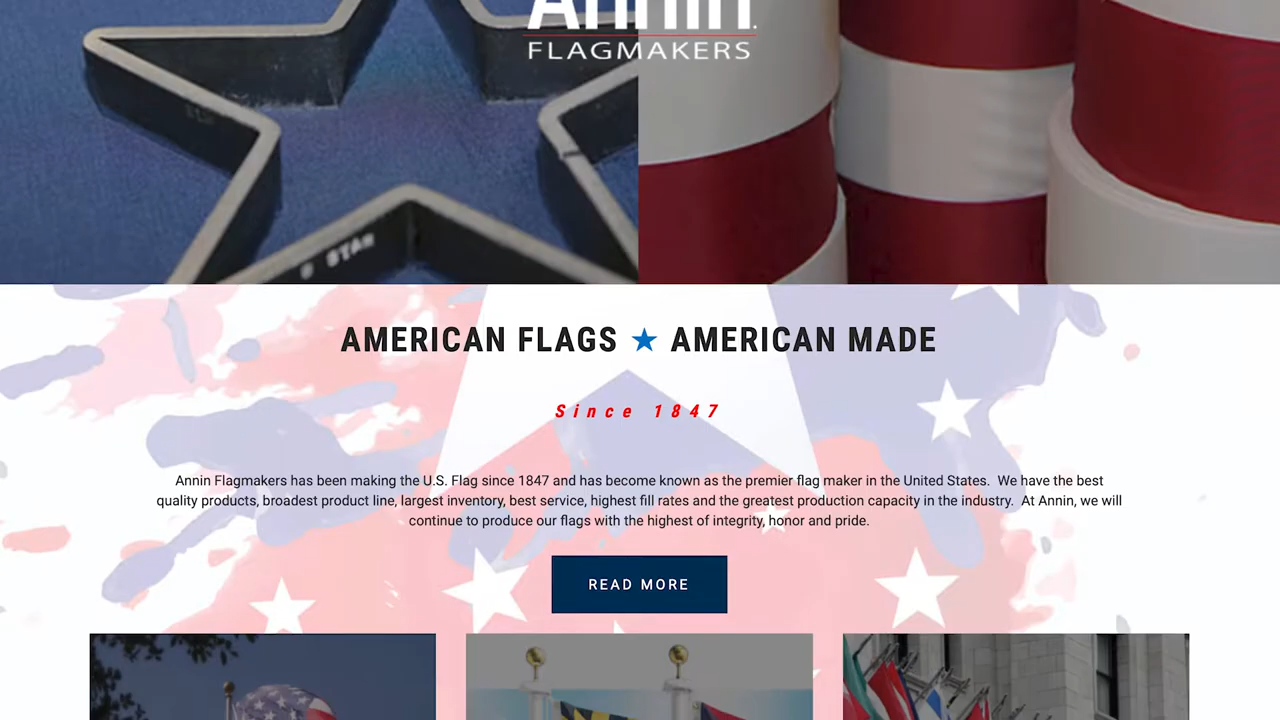 Annin
FLAGMAKERS
STAR
AMERICAN FLAGS ★ AMERICAN MADE
Since 1847
Annin Flagmakers has been making the U.S. Flag since 1847 and has become known as the premier flag maker in the United States. We have the best
quality products, broadest product line, largest inventory, best service, highest fill rates and the greatest production capacity in the industry. At Annin, we will
continue to produce our flags with the highest of integrity, honor and pride.
READ MORE